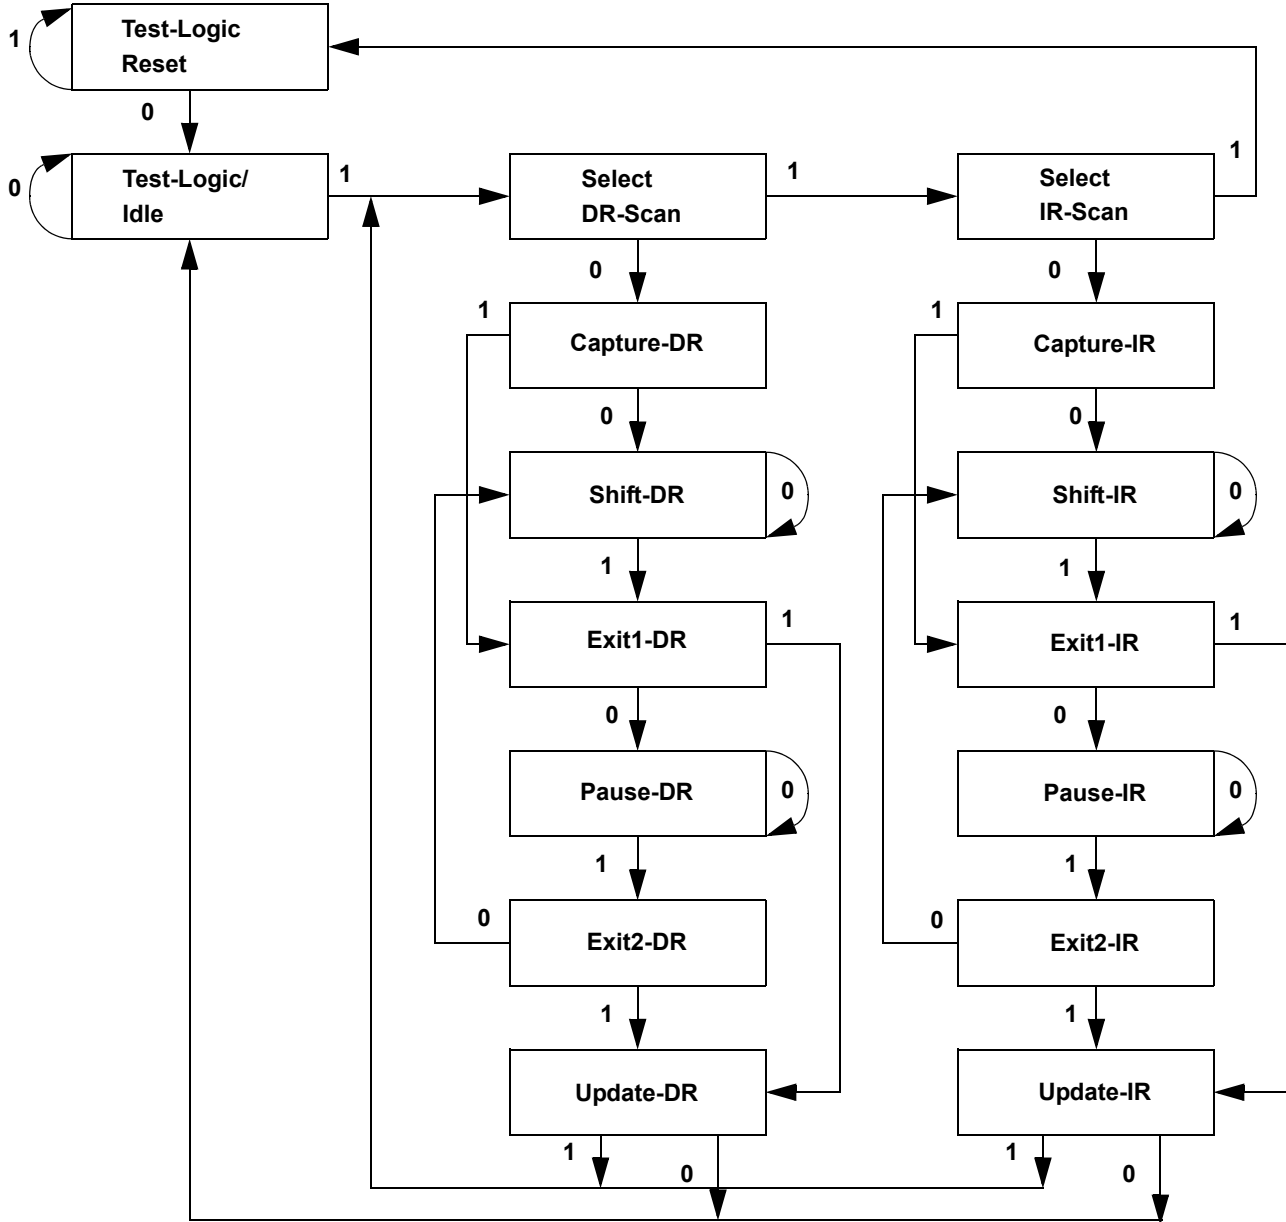 Test-Logic
Reset
1
0
Test-Logic/
Idle
0
1
Select
DR-Scan
1
Select
IR-Scan
1
0
0
1
Capture-DR
1
Capture-IR
0
0
Shift-DR
0
Shift-IR
0
1
1
Exit1-DR
1
Exit1-IR
1
0
0
Pause-DR
0
Pause-IR
0
1
1
0
Exit2-DR
0
Exit2-IR
1
1
Update-DR
Update-IR
1
0
1
0